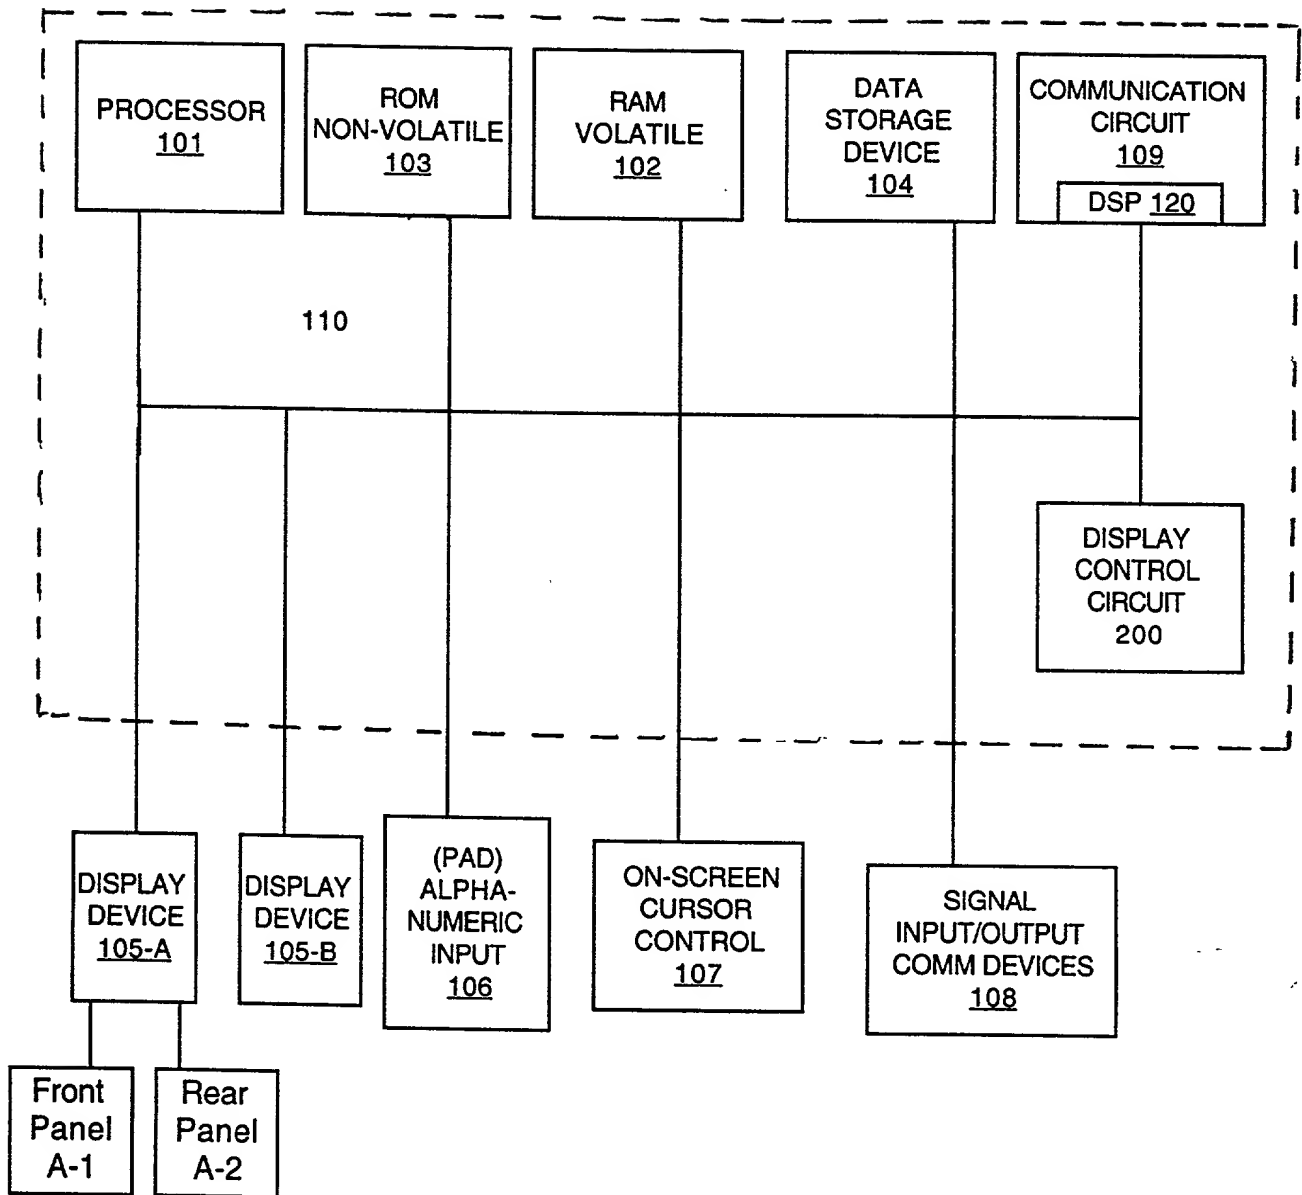 PROCESSOR
101
ROM
NON-VOLATILE
103
RAM
VOLATILE
102
DATA
STORAGE
DEVICE
104
COMMUNICATION
CIRCUIT
109
DSP 120
110
DISPLAY
CONTROL
CIRCUIT
200
DISPLAY
DEVICE
105-A
DISPLAY
DEVICE
105-B
(PAD)
ALPHA-
NUMERIC
INPUT
106
ON-SCREEN
CURSOR
CONTROL
107
SIGNAL
INPUT/OUTPUT
COMM DEVICES
108
Front
Panel
A-1
Rear
Panel
A-2